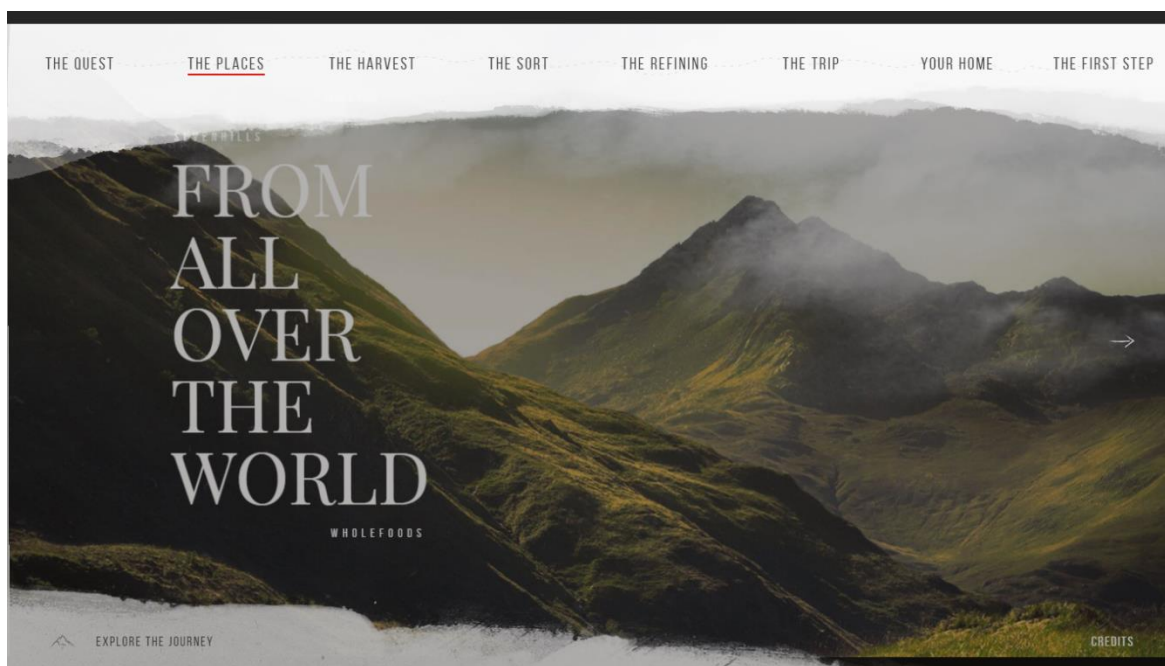 THE QUEST THE PLACES THE HARVEST THE SORT THE REFINING THE TRIP YOUR HOME THE FIRST STEP
FROM
ALL
OVER
THE
WORLD
WHOLEFOODS
EXPLORE THE JOURNEY CREDITS